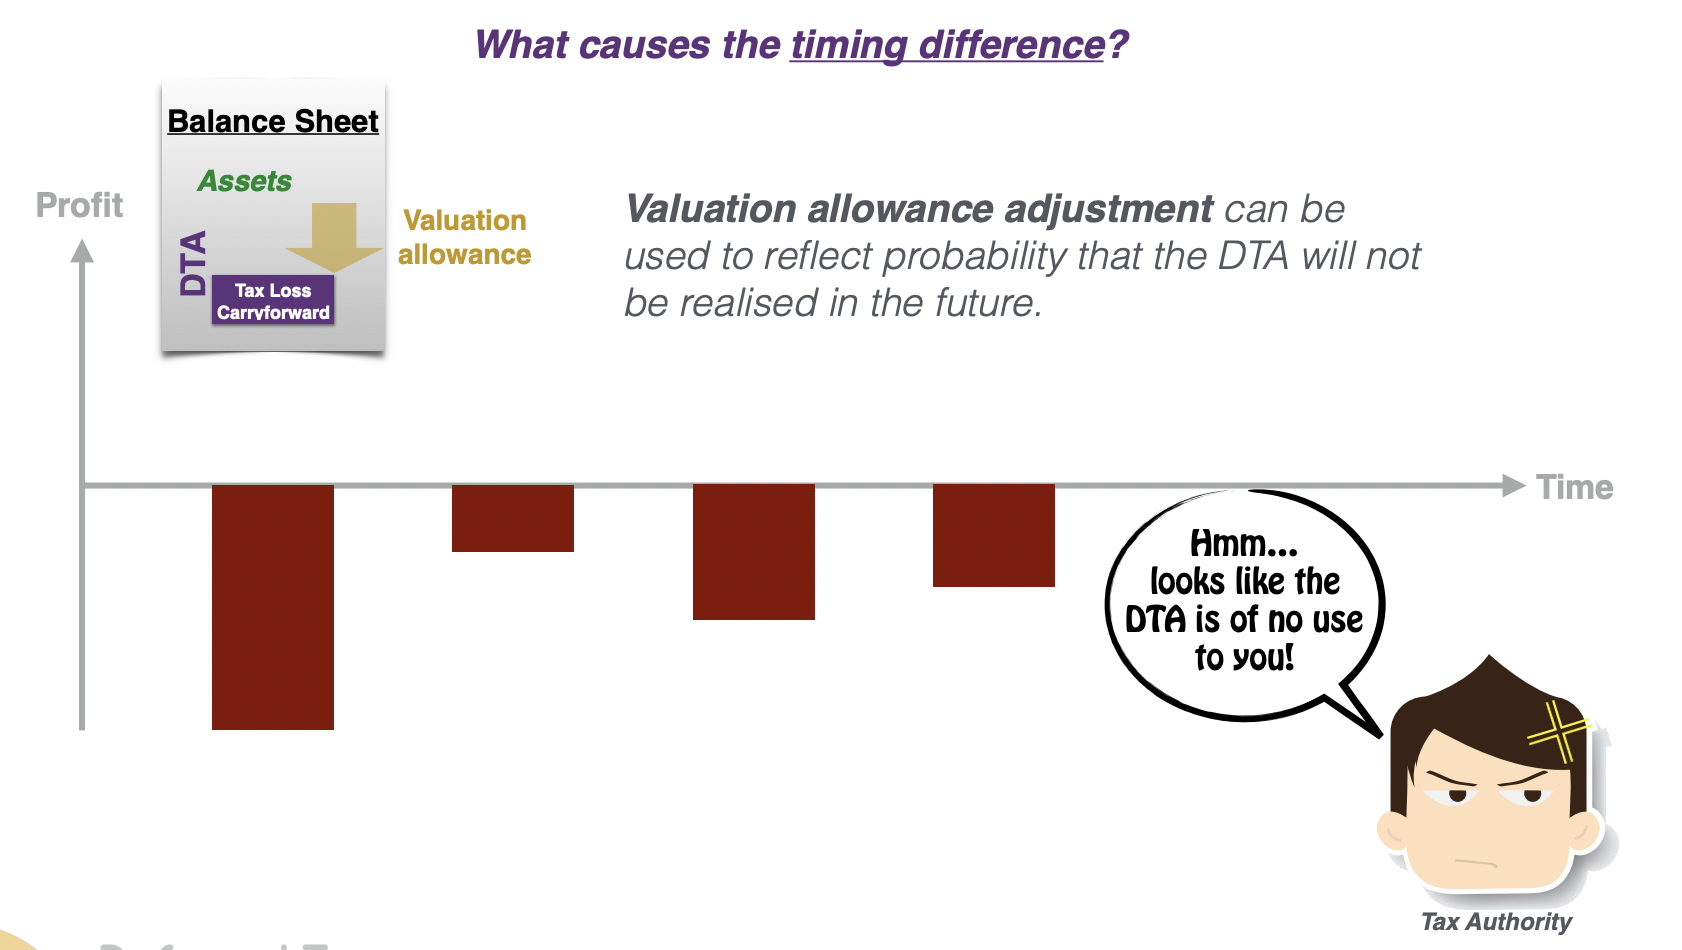 What causes the timing difference?
Balance Sheet
Assets
Profit
DTA
Tax Loss
Carryforward
Valuation
allowance
Valuation allowance adjustment can be
used to reflect probability that the DTA will not
be realised in the future.
Time
Hmm...
looks like the
DTA is of no use
to you!
Tax Authority